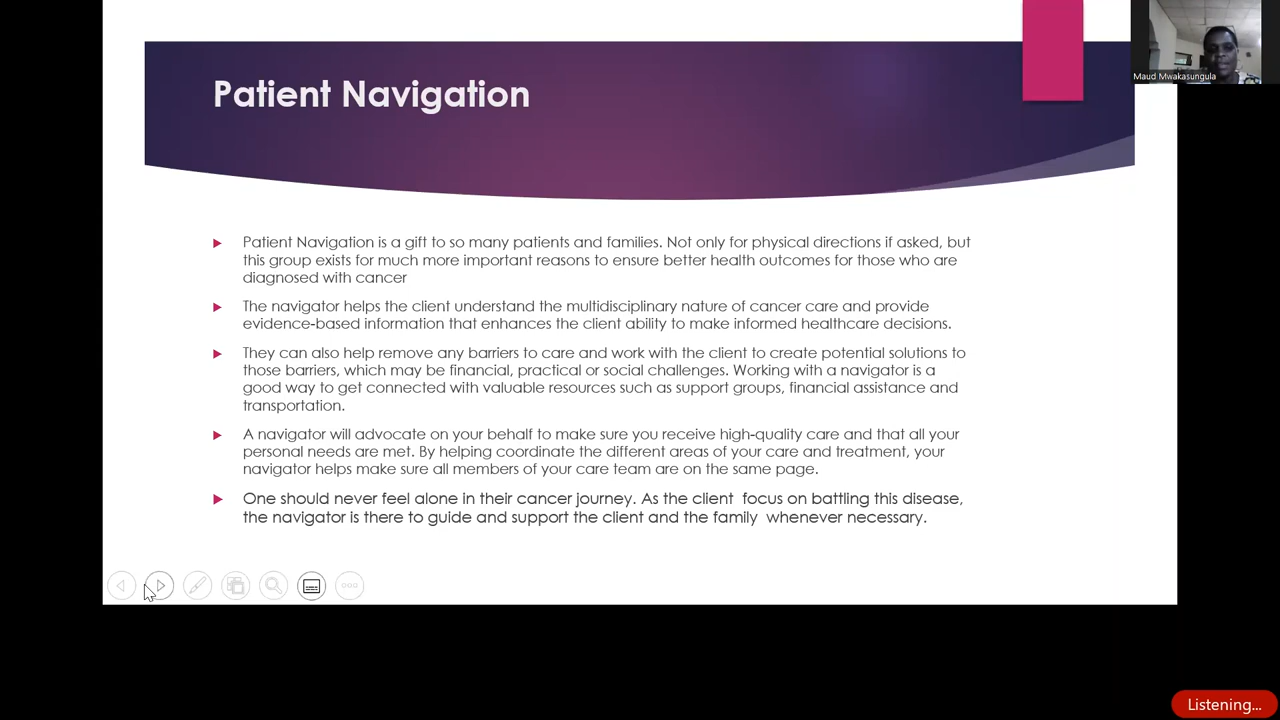 Patient Navigation
Maud Mwakasungula
Patient Navigation is a gift to so many patients and families. Not only for physical directions if asked, but
this group exists for much more important reasons to ensure better health outcomes for those who are
diagnosed with cancer
The navigator helps the client understand the multidisciplinary nature of cancer care and provide
evidence-based information that enhances the client ability to make informed healthcare decisions.
They can also help remove any barriers to care and work with the client to create potential solutions to
those barriers, which may be financial, practical or social challenges. Working with a navigator is a
good way to get connected with valuable resources such as support groups, financial assistance and
transportation.
A navigator will advocate on your behalf to make sure you receive high-quality care and that all your
personal needs are met. By helping coordinate the different areas of your care and treatment, your
navigator helps make sure all members of your care team are on the same page.
One should never feel alone in their cancer journey. As the client focus on battling this disease,
the navigator is there to guide and support the client and the family whenever necessary.
Listening...